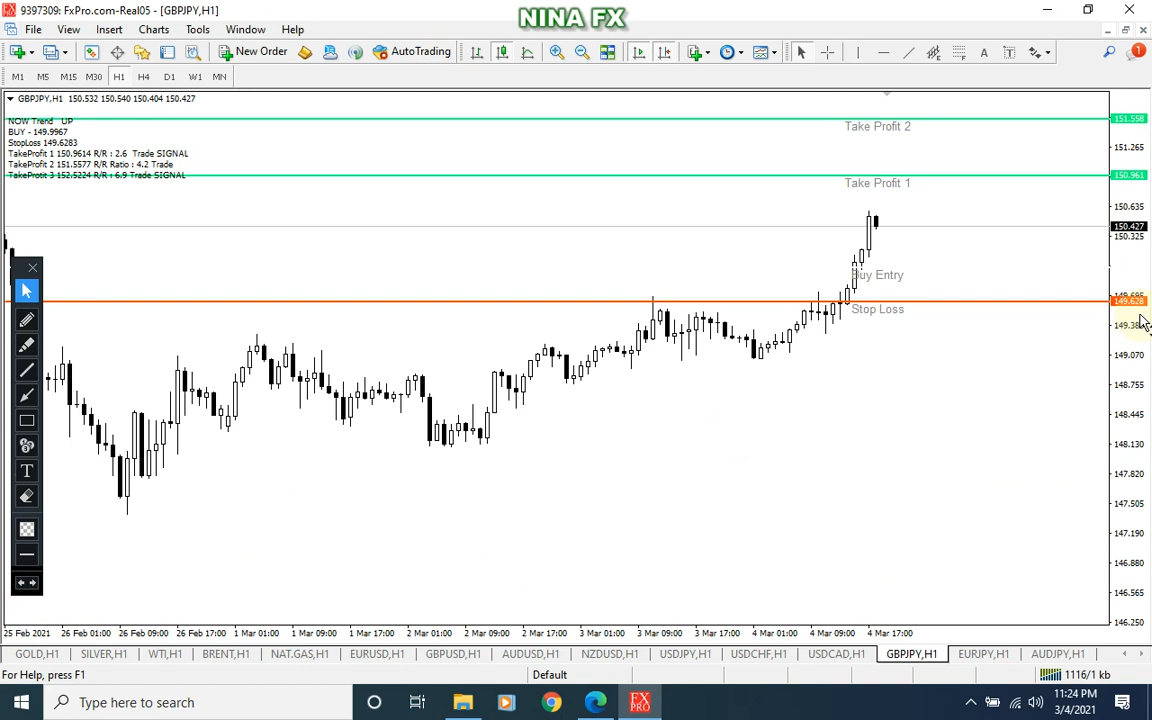 9397309: FxPro.com-Real05 - [GBPJPY,H1]
NINA FX
File View Insert Charts Tools Window Help
New Order AutoTrading
1
M1 M5 M15 M30 H1 H4 D1 W1 MN
GBPJPY,H1 150.532 150.540 150.404 150.427
NOW Trend UP
BUY - 149.9967
StopLoss 149.6283
TakeProfit 1 150.9614 R/R : 2.6 Trade SIGNAL
TakeProfit 2 151.5577 R/R Ratio : 4.2 Trade
TakeProtit 3 152.5224 R/R : 6.9 Trade SIGNAL
151.558
Take Profit 2
151.265
150.961
Take Profit 1
150.635
150.427
150.325
Buy Entry
149.695
149.628
Stop Loss
149.070
148.755
148.445
148.130
147.820
147.505
147.190
146.880
146.565
146.250
25 Feb 2021 26 Feb 01:00 26 Feb 09:00 26 Feb 17:00 1 Mar 01:00 1 Mar 09:00 1 Mar 17:00 2 Mar 01:00 2 Mar 09:00 2 Mar 17:00 3 Mar 01:00 3 Mar 09:00 3 Mar 17:00 4 Mar 01:00 4 Mar 09:00 4 Mar 17:00
GOLD,H1 SILVER,H1 WTI,H1 BRENT,H1 NAT.GAS,H1 EURUSD,H1 GBPUSD,H1 AUDUSD,H1 NZDUSD,H1 USDJPY,H1 USDCHF,H1 USDCAD,H1 GBPJPY,H1 EURJPY,H1 AUDJPY,H1
For Help, press F1 Default 1116/1 kb
Type here to search
FX
PRO
11:24 PM
3/4/2021